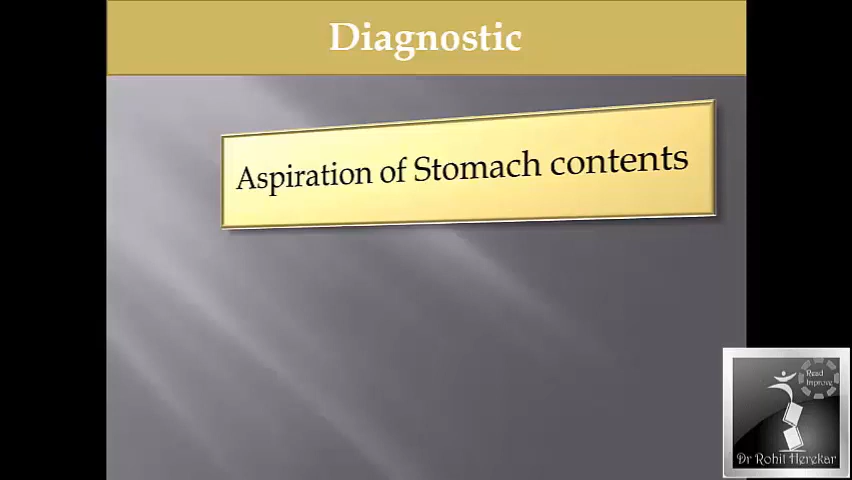 Diagnostic
Aspiration of Stomach contents
Read
Improve
Dr Rohit Herekar